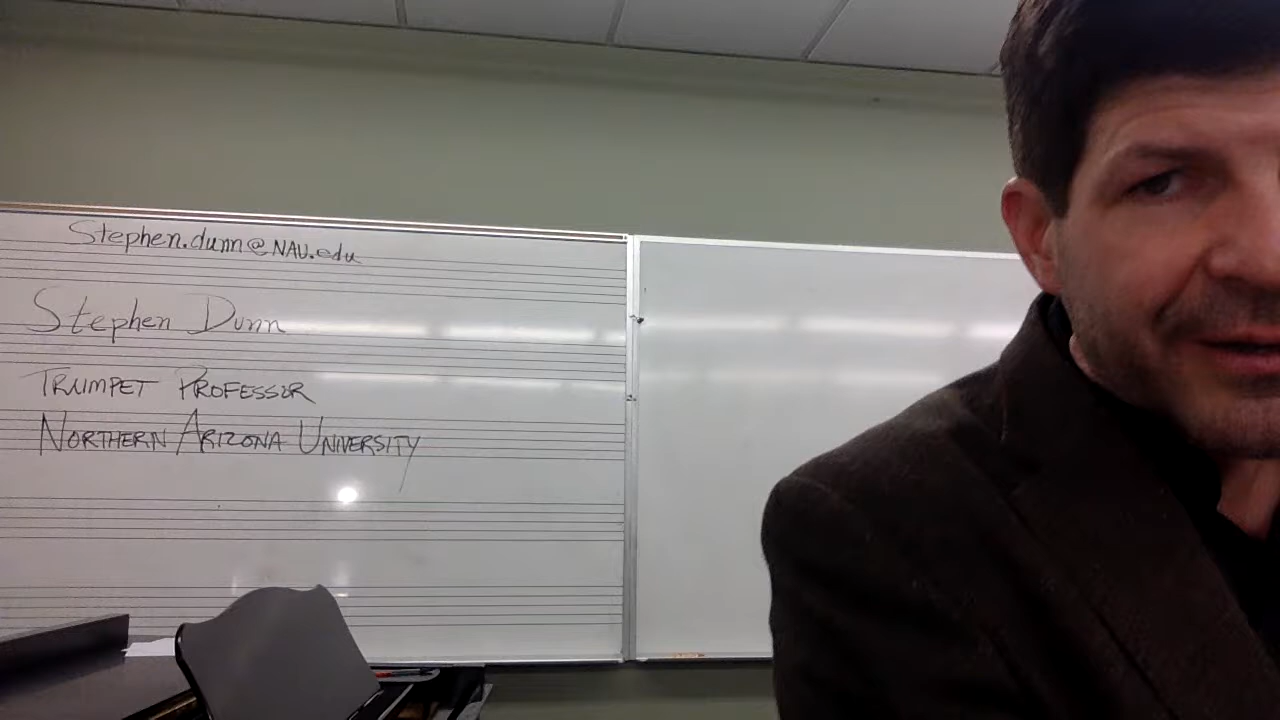 Stephen.dunn@NAU.edu
Stephen Dunn
TRUMPET PROFESSOR
NORTHERN ARIZONA UNIVERSITY